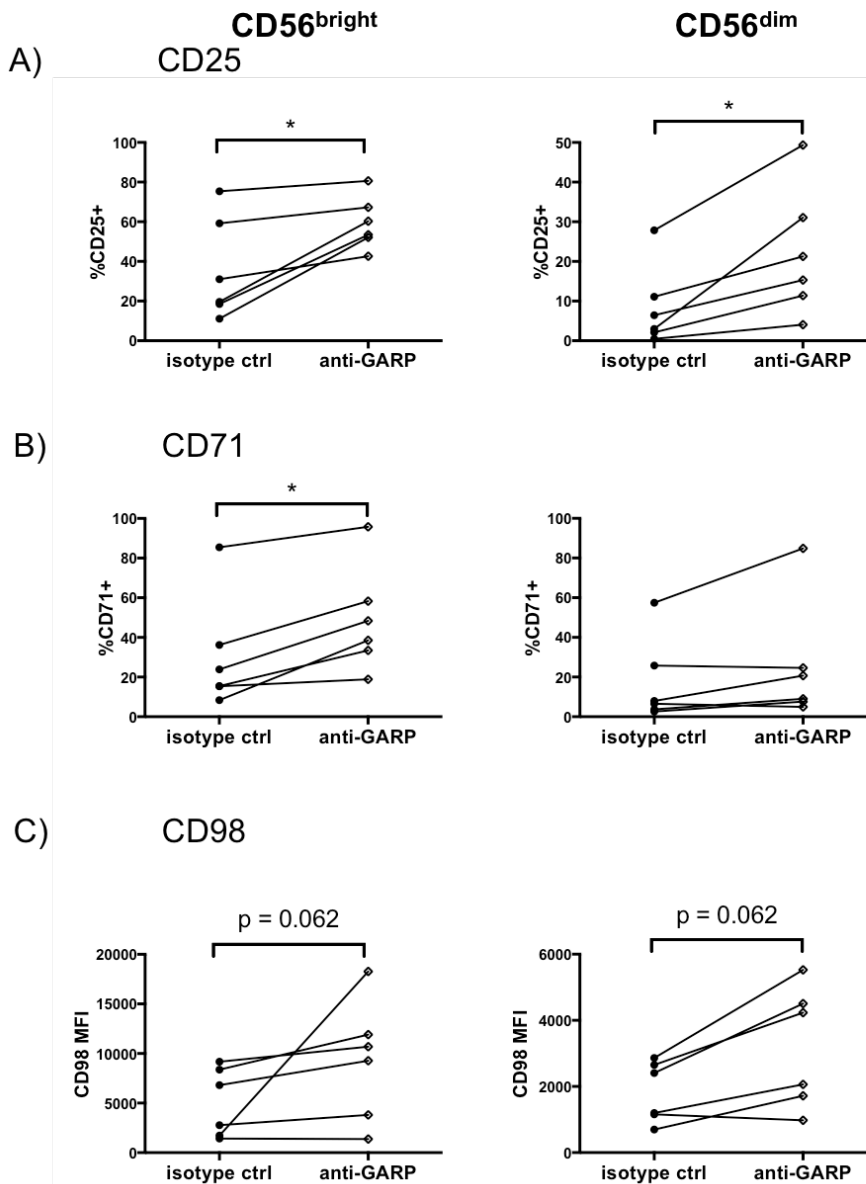 CD56bright CD56dim
A) CD25
* *
100 50
80 40
60 30
40 20
20 10
0 0
%CD25+ %CD25+
isotype ctrl anti-GARP isotype ctrl anti-GARP
B) CD71
*
100 100
80 80
60 60
40 40
20 20
0 0
%CD71+ %CD71+
isotype ctrl anti-GARP isotype ctrl anti-GARP
C) CD98
p = 0.062 p = 0.062
20000 6000
15000 4000
10000 2000
5000 0
0
CD98 MFI CD98 MFI
isotype ctrl anti-GARP isotype ctrl anti-GARP